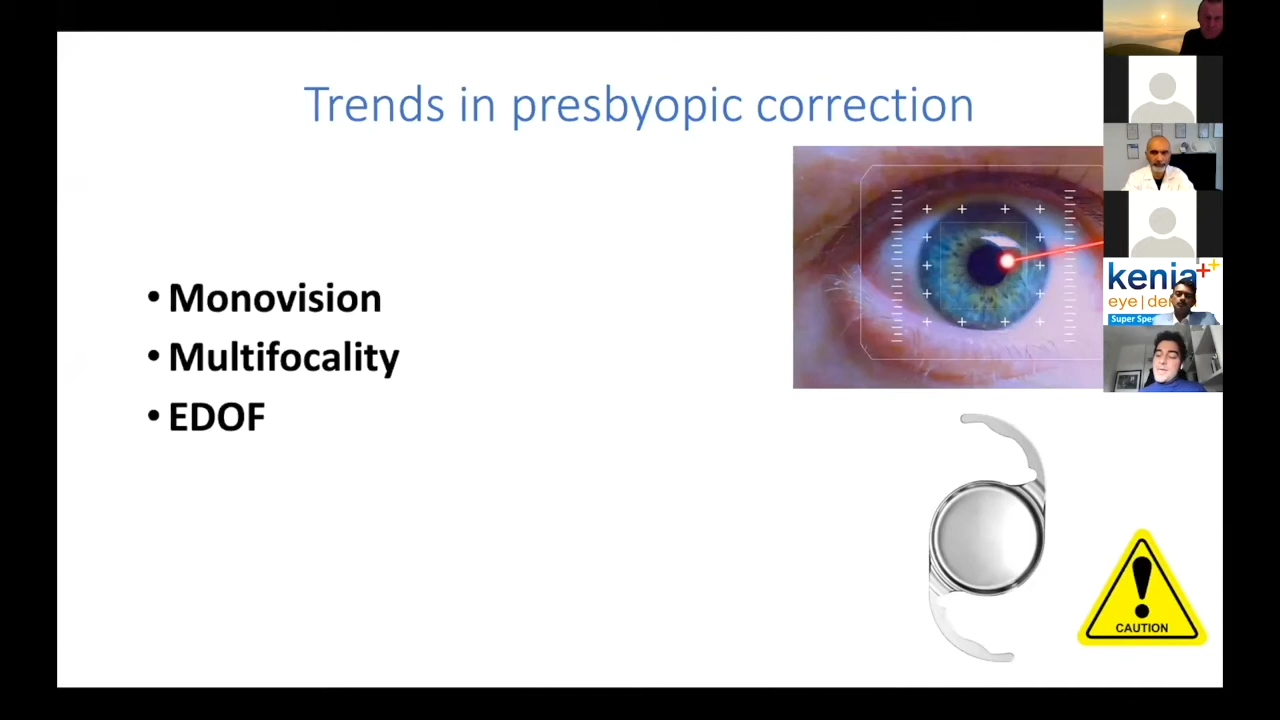 Trends in presbyopic correction
• Monovision
• Multifocality
• EDOF
kenia
eye | de
Super Spe
CAUTION